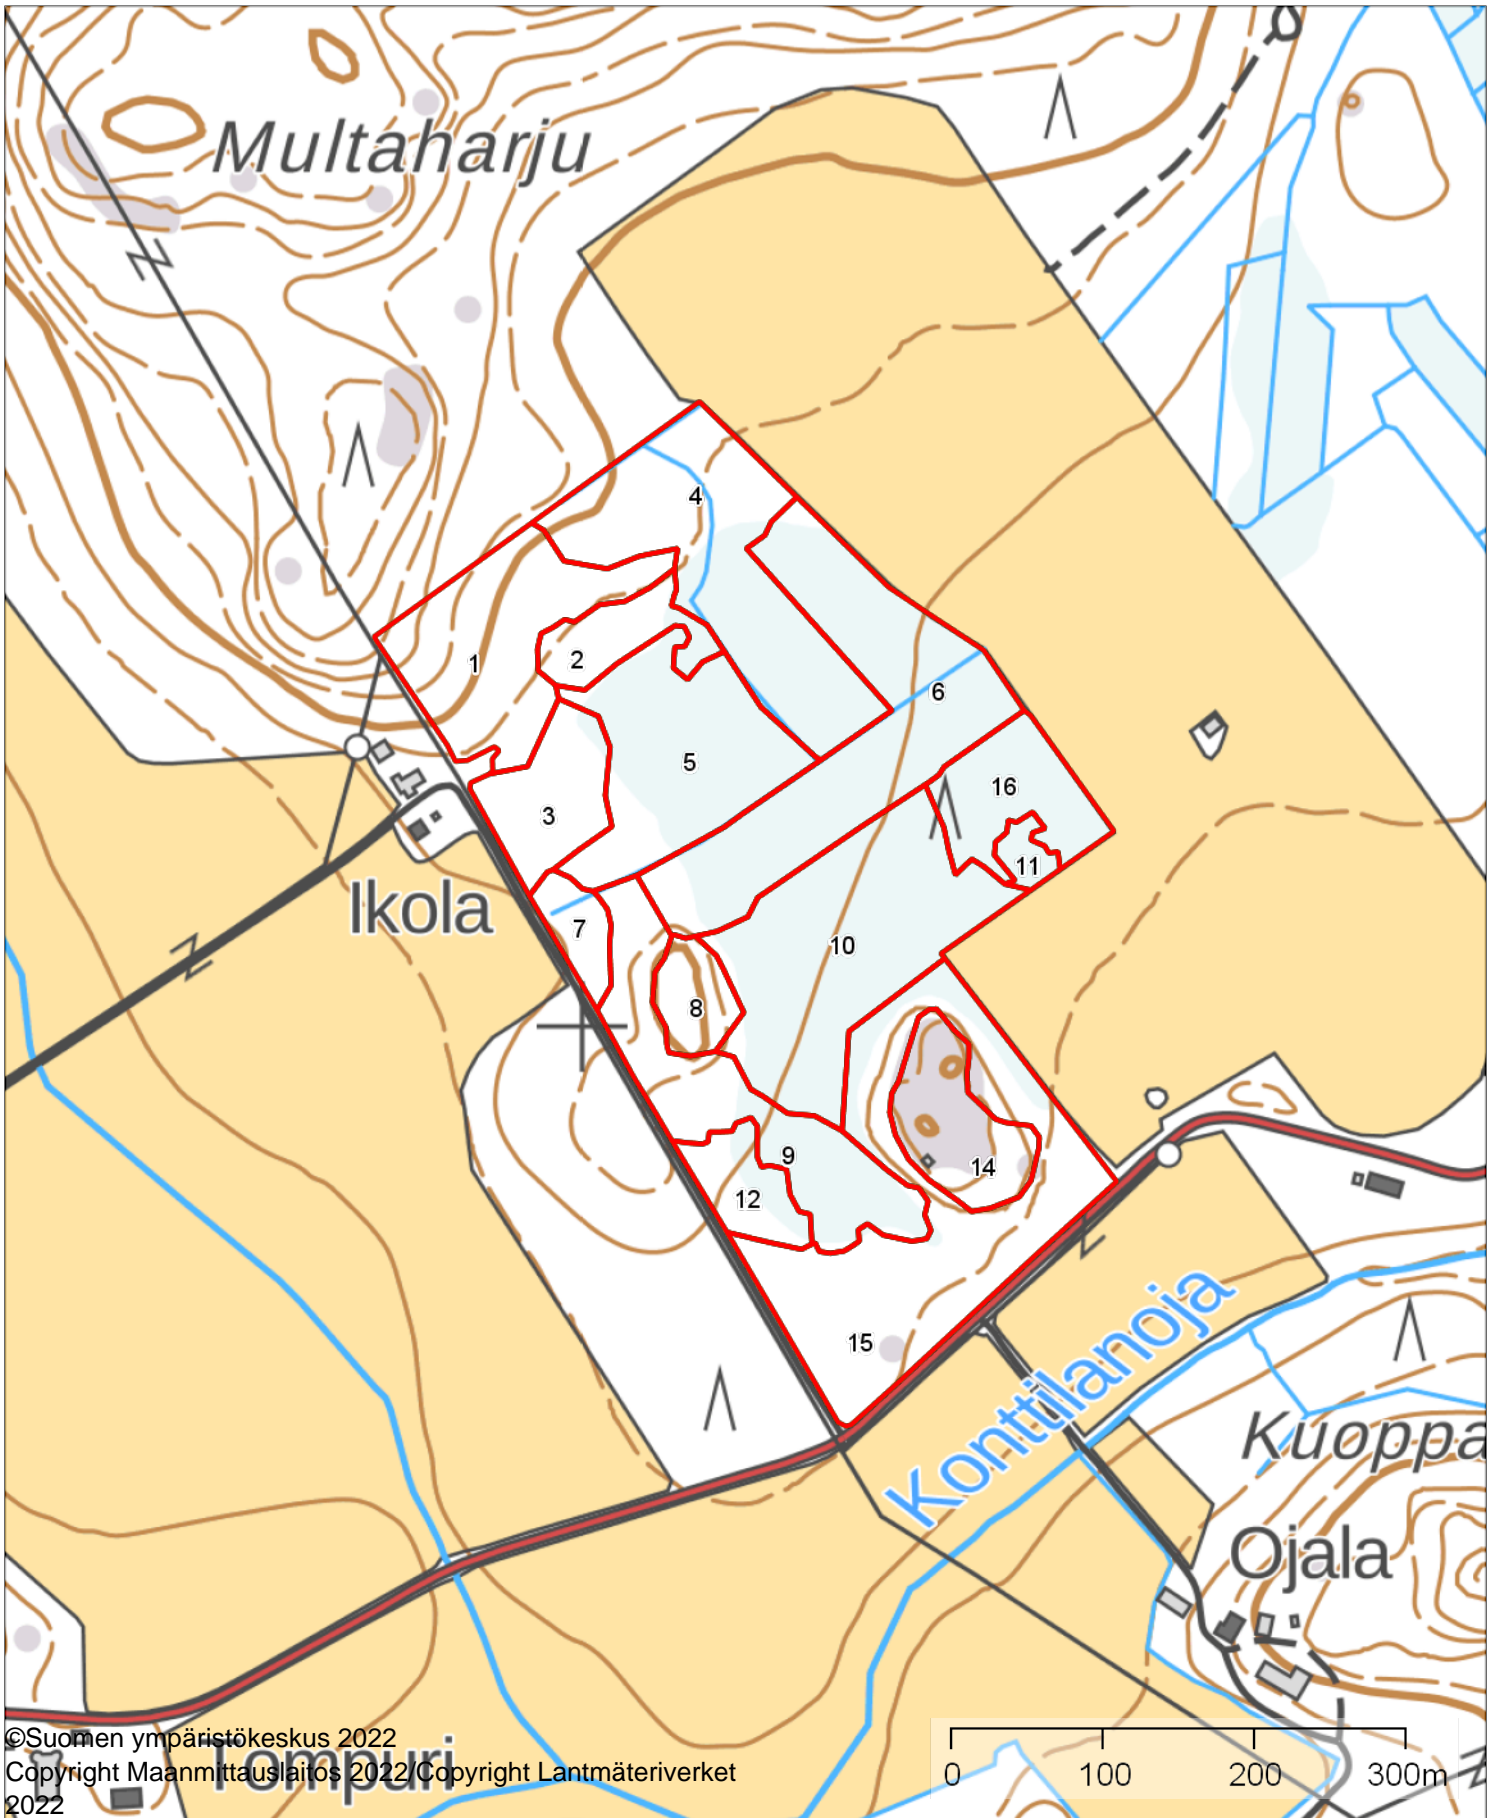 Multaharju
4
1
2
6
5
16
3
11
Ikola
7
10
8
9
14
12
15
Konttilanoja
Kuoppa
Ojala
©Suomen ympäristökeskus 2022
Tompuri
Copyright Maanmittauslaitos 2022/Copyright Lantmäteriverket
2022
0 100 200 300m